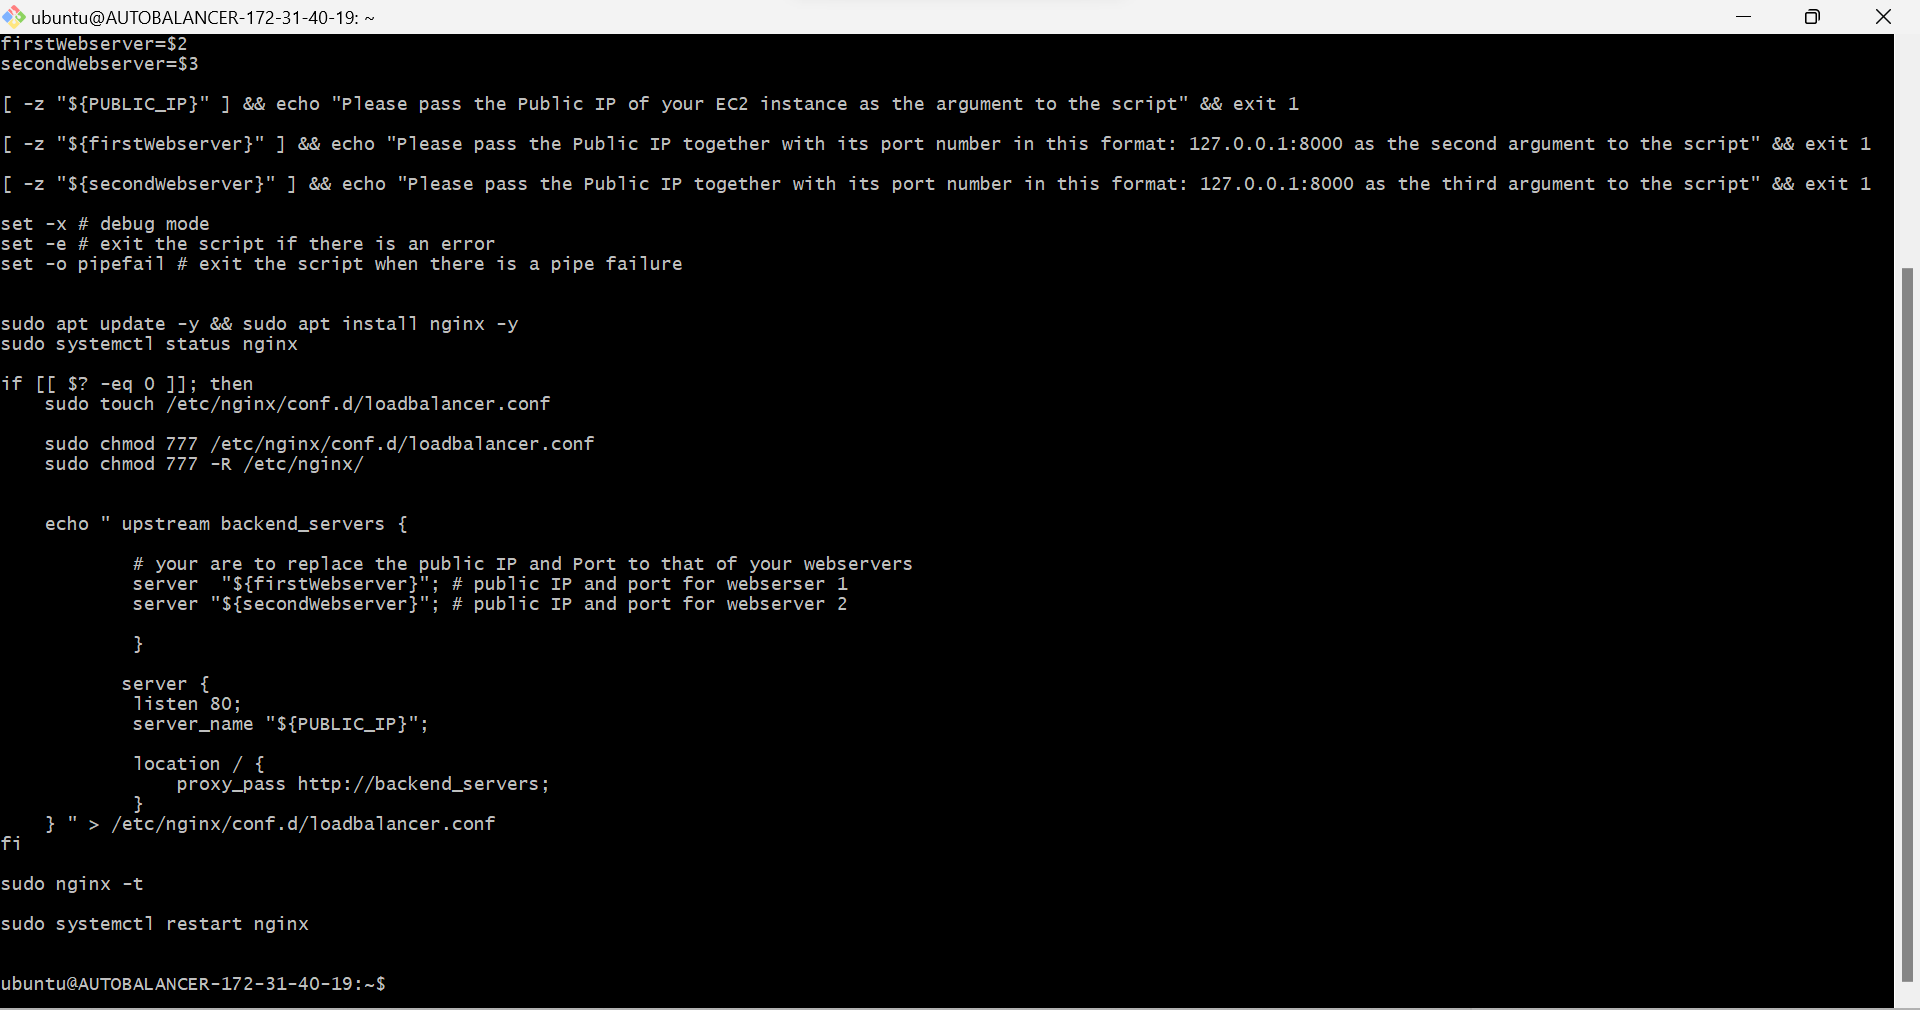 ubuntu@AUTOBALANCER-172-31-40-19: ~
firstWebserver=$2
secondWebserver=$3
[ -z "${PUBLIC_IP}" ] && echo "Please pass the Public IP of your EC2 instance as the argument to the script" && exit 1
[ -z "${firstWebserver}" ] && echo "Please pass the Public IP together with its port number in this format: 127.0.0.1:8000 as the second argument to the script" && exit 1
[ -z "${secondWebserver}" ] && echo "Please pass the Public IP together with its port number in this format: 127.0.0.1:8000 as the third argument to the script" && exit 1
set -x # debug mode
set -e # exit the script if there is an error
set -o pipefail # exit the script when there is a pipe failure
sudo apt update -y && sudo apt install nginx -y
sudo systemctl status nginx
if [[ $? -eq 0 ]]; then
    sudo touch /etc/nginx/conf.d/loadbalancer.conf
    sudo chmod 777 /etc/nginx/conf.d/loadbalancer.conf
    sudo chmod 777 -R /etc/nginx/
    echo " upstream backend_servers {
            # your are to replace the public IP and Port to that of your webservers
            server  "${firstWebserver}"; # public IP and port for webserser 1
            server "${secondWebserver}"; # public IP and port for webserver 2
            }
           server {
            listen 80;
            server_name "${PUBLIC_IP}";
            location / {
                proxy_pass http://backend_servers;
            }
    } " > /etc/nginx/conf.d/loadbalancer.conf
fi
sudo nginx -t
sudo systemctl restart nginx
ubuntu@AUTOBALANCER-172-31-40-19:~$